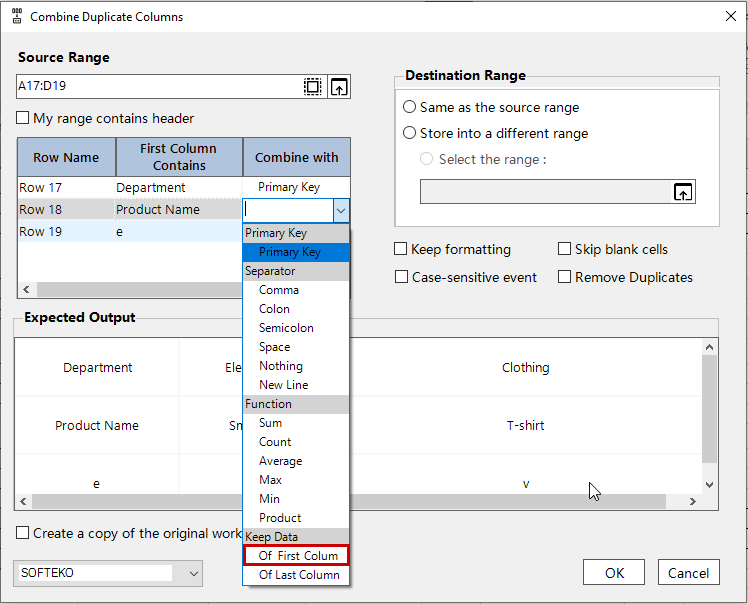 Combine Duplicate Columns
Source Range
A17:D19
My range contains header
Row Name
First Column
Contains
Combine with
Row 17 Department Primary Key
Row 18 Product Name
Row 19 e
Primary Key
Primary Key
Separator
Comma
Colon
Semicolon
Space
Nothing
New Line
Function
Sum
Count
Average
Max
Min
Product
Keep Data
Of First Colum
Of Last Column
Destination Range
Same as the source range
Store into a different range
Select the range :
Keep formatting
Skip blank cells
Case-sensitive event
Remove Duplicates
Expected Output
Department Ele Clothing
Product Name Sm T-shirt
e v
Create a copy of the original work
SOFTEKO
OK
Cancel